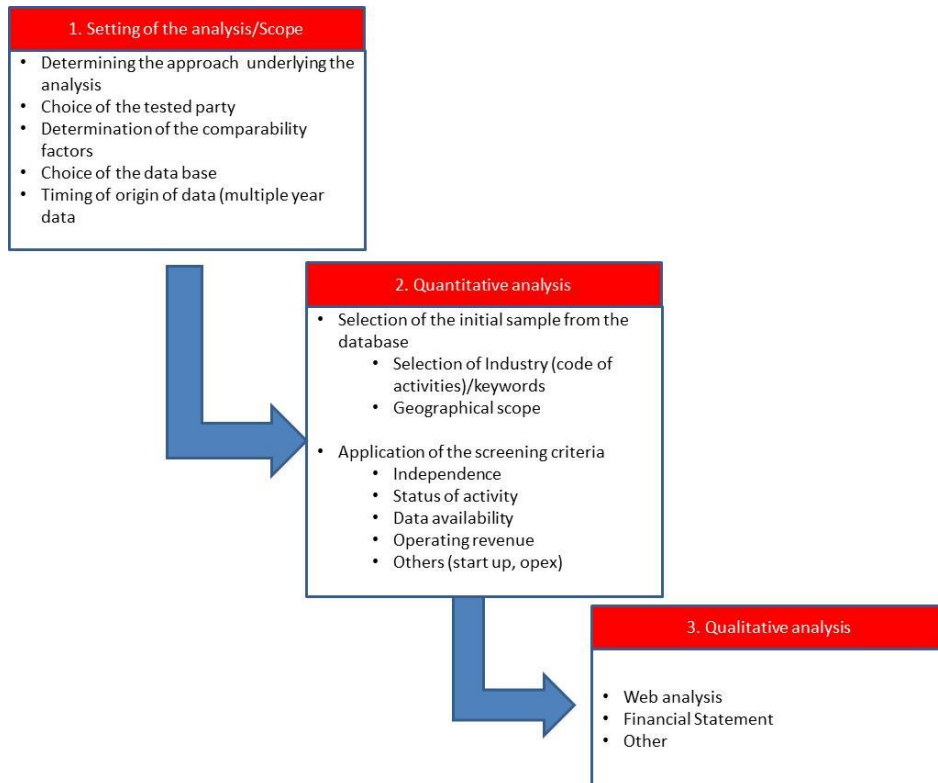 1. Setting of the analysis/Scope
• Determining the approach underlying the
analysis
• Choice of the tested party
• Determination of the comparability
factors
• Choice of the data base
• Timing of origin of data (multiple year
data
2. Quantitative analysis
• Selection of the initial sample from the
database
• Selection of Industry (code of
activities)/keywords
• Geographical scope
• Application of the screening criteria
• Independence
• Status of activity
• Data availability
• Operating revenue
• Others (start up, opex)
3. Qualitative analysis
• Web analysis
• Financial Statement
• Other